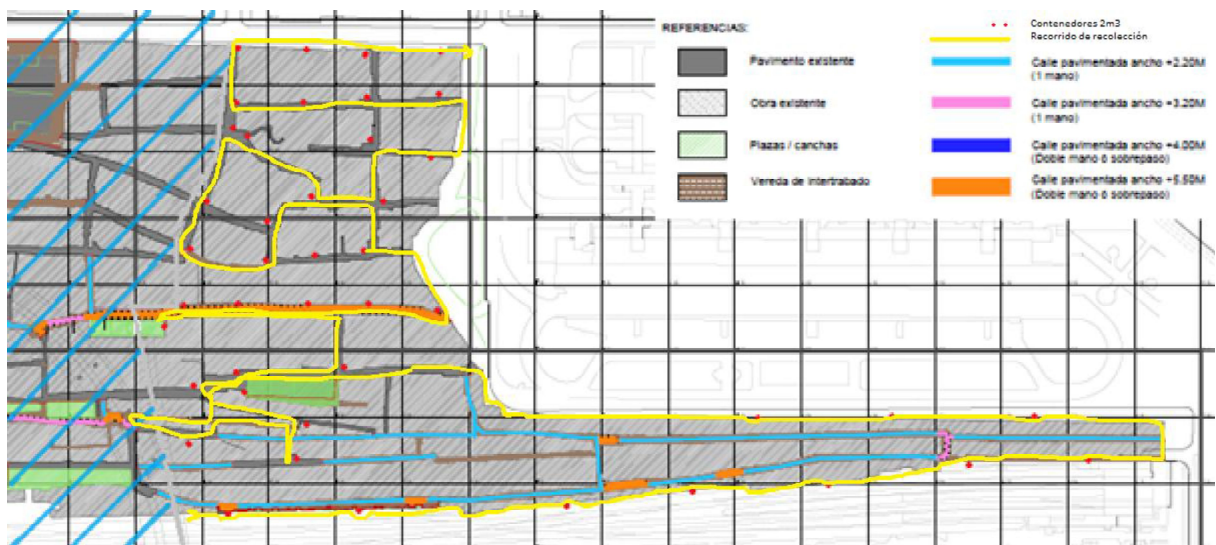 REFERENCIAS:
Pavimento existente
Obra existente
Plazas / canchas
Vereda de intertrabado
Contenedores 2m3
Recorrido de recolección
Calle pavimentada ancho +2.20M
(1 mano)
Calle pavimentada ancho +3.20M
(1 mano)
Calle pavimentada ancho +4.00M
(Doble mano ó sobrepaso)
Calle pavimentada ancho +5.50M
(Doble mano ó sobrepaso)